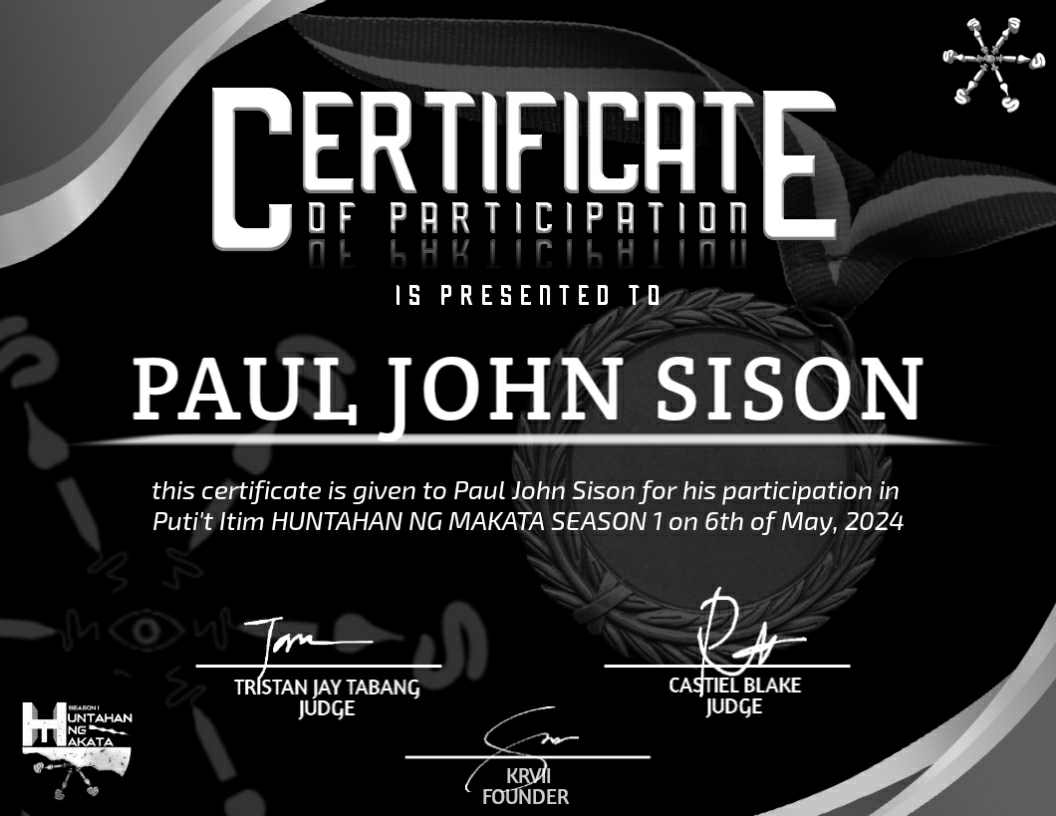 CERTIFICATE
OF PARTICIPATION
IS PRESENTED TO
PAUL JOHN SISON
this certificate is given to Paul John Sison for his participation in
Puti't Itim HUNTAHAN NG MAKATA SEASON 1 on 6th of May, 2024
TRISTAN JAY TABANG
JUDGE
CASTIEL BLAKE
JUDGE
KRVII
FOUNDER
SEASON 1
HUNTAHAN
NG
MAKATA